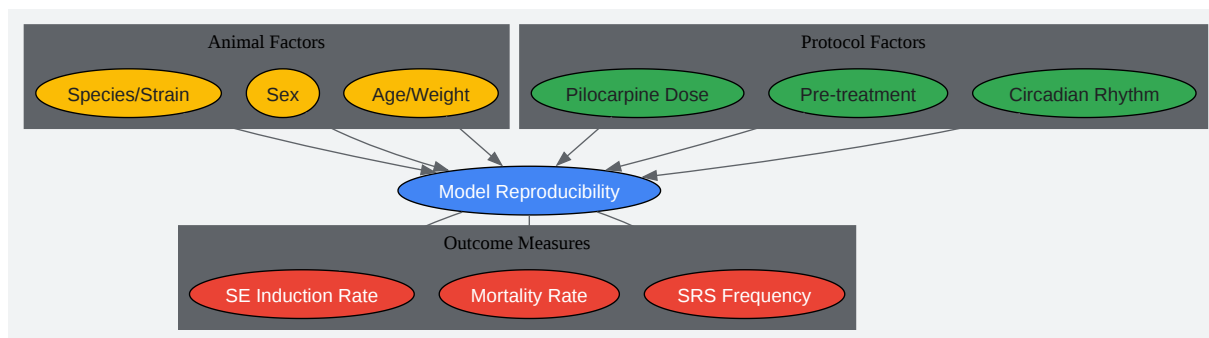 Animal Factors
Protocol Factors
Species/Strain
Sex
Age/Weight
Pilocarpine Dose
Pre-treatment
Circadian Rhythm
Model Reproducibility
Outcome Measures
SE Induction Rate
Mortality Rate
SRS Frequency